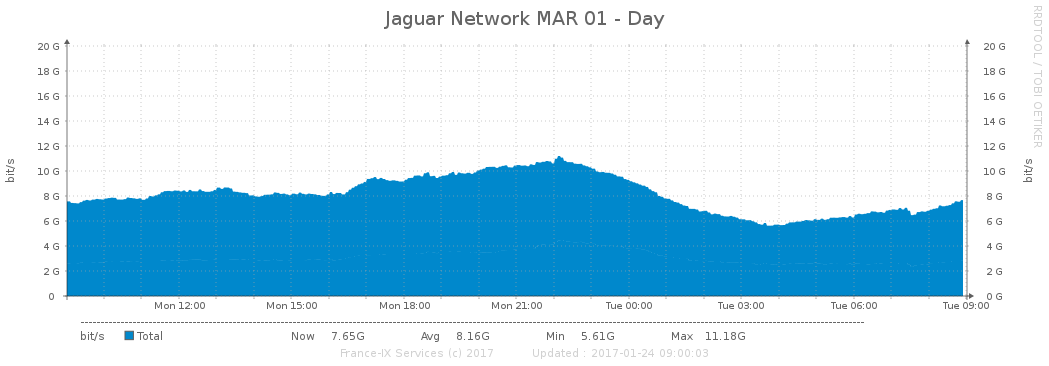 Jaguar Network MAR 01 - Day
RRDTOOL / TOBI OETIKER
bit/s
20 G
18 G
16 G
14 G
12 G
10 G
8 G
6 G
4 G
2 G
0
20 G
18 G
16 G
14 G
12 G
10 G
8 G
6 G
4 G
2 G
0 G
bit/s
Mon 12:00 Mon 15:00 Mon 18:00 Mon 21:00 Tue 00:00 Tue 03:00 Tue 06:00 Tue 09:00
bit/s Total Now 7.65G Avg 8.16G Min 5.61G Max 11.18G
France-IX Services (c) 2017 Updated : 2017-01-24 09:00:03